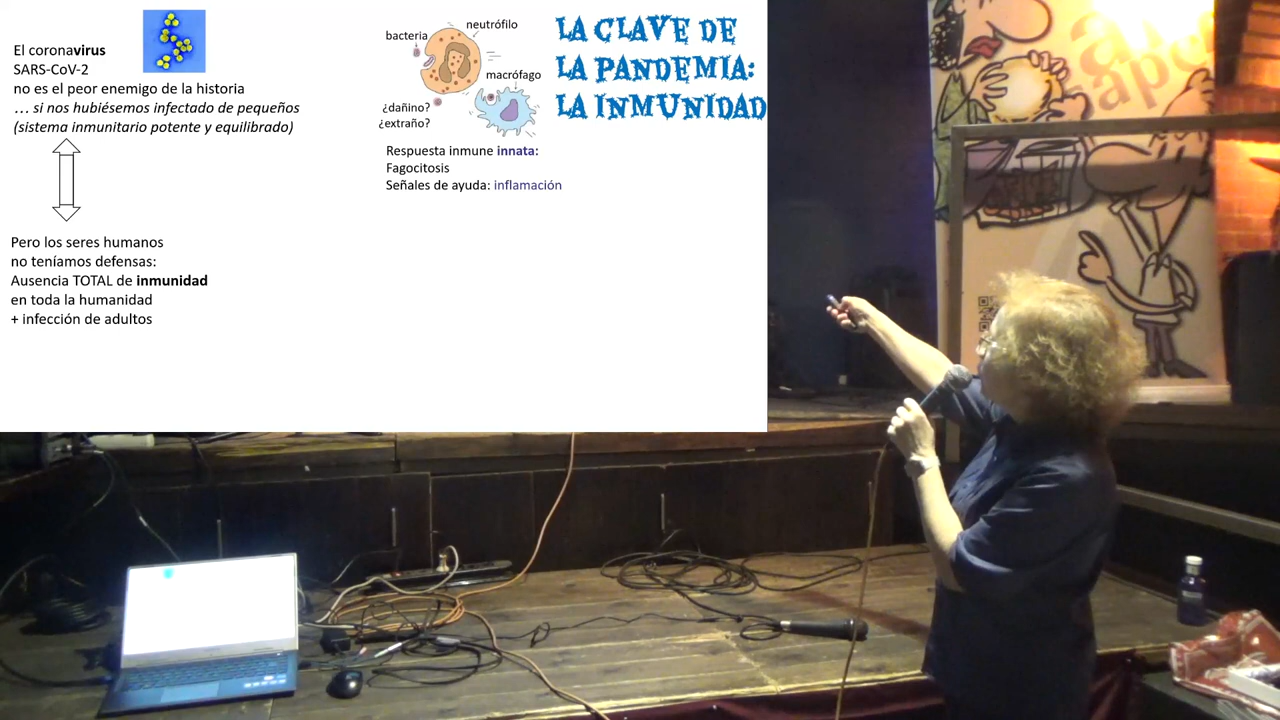 El coronavirus
SARS-CoV-2
no es el peor enemigo de la historia
… si nos hubiésemos infectado de pequeños
(sistema inmunitario potente y equilibrado)
Pero los seres humanos
no teníamos defensas:
Ausencia TOTAL de inmunidad
en toda la humanidad
+ infección de adultos
neutrófilo
bacteria
macrófago
¿dañino?
¿extraño?
Respuesta inmune innata:
Fagocitosis
Señales de ayuda: inflamación
LA CLAVE DE
LA PANDEMIA:
LA INMUNIDAD